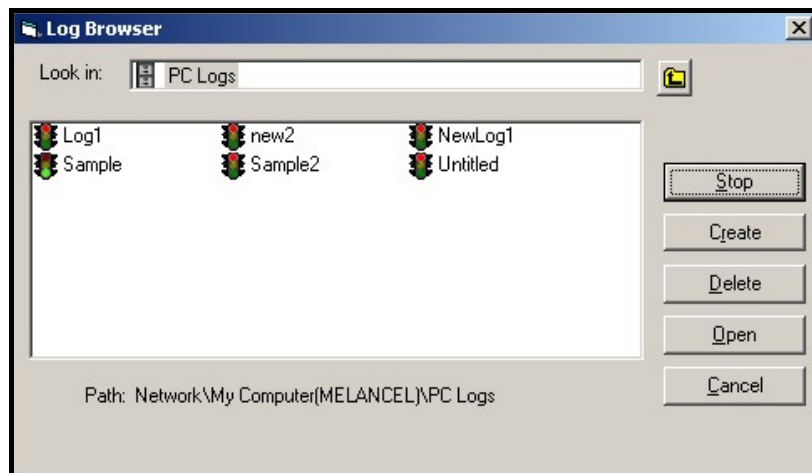 Log Browser
Look in: PC Logs
Log1 new2 NewLog1
Sample Sample2 Untitled
Stop
Create
Delete
Open
Cancel
Path: Network\My Computer(MELANCEL)\PC Logs